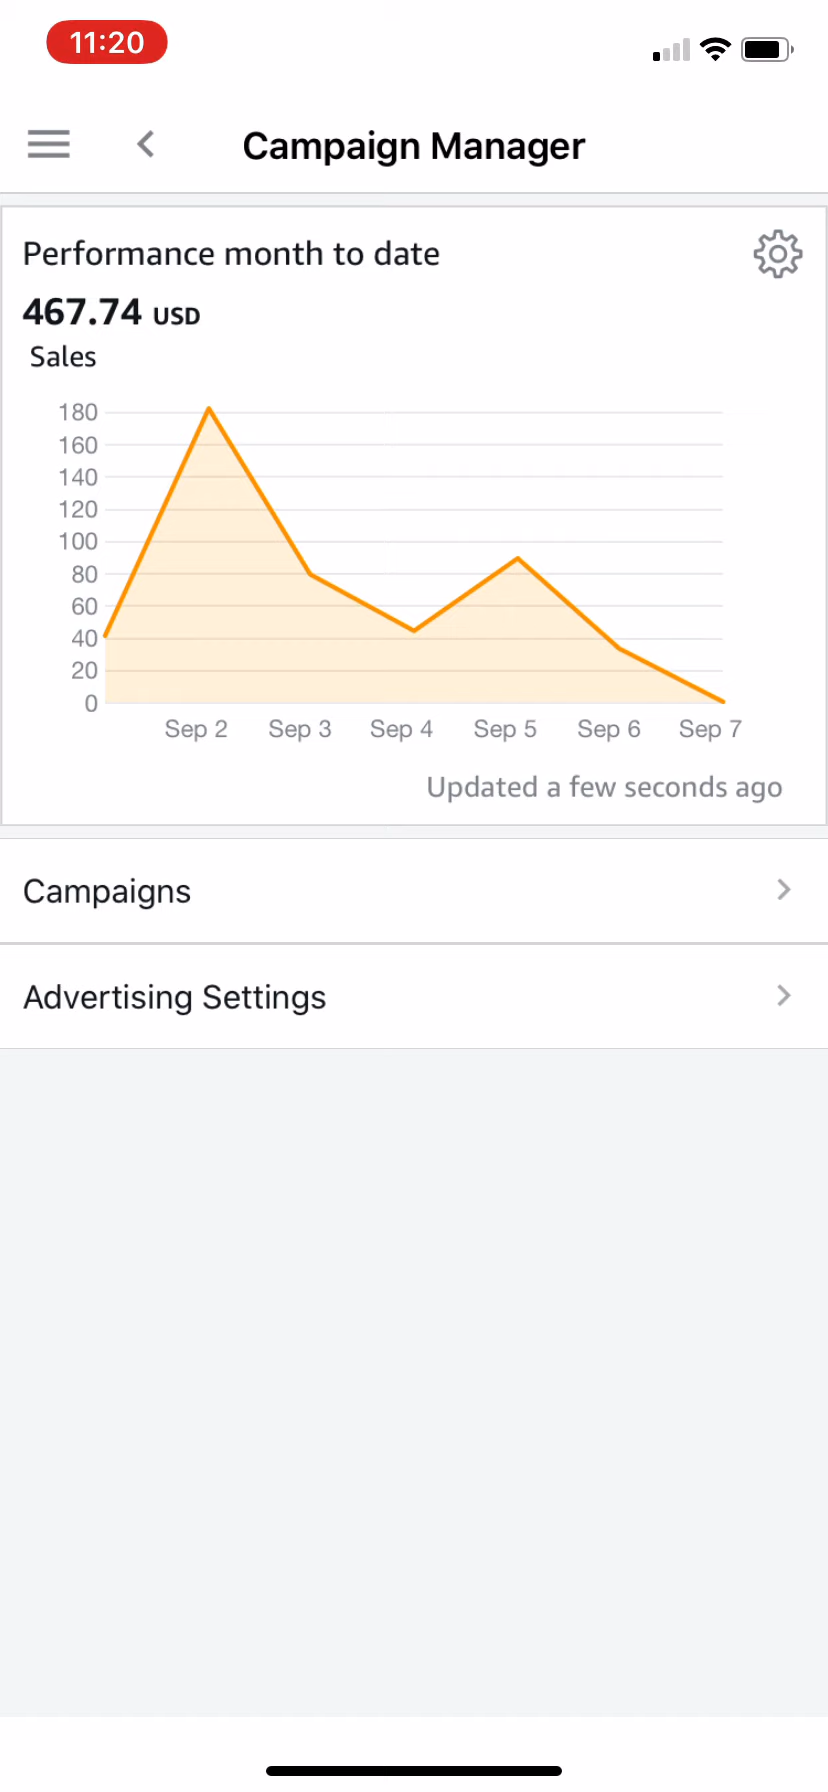 11:20
Campaign Manager
Performance month to date
467.74 USD
Sales
180
160
140
120
100
80
60
40
20
0
Sep 2 Sep 3 Sep 4 Sep 5 Sep 6 Sep 7
Updated a few seconds ago
Campaigns
Advertising Settings